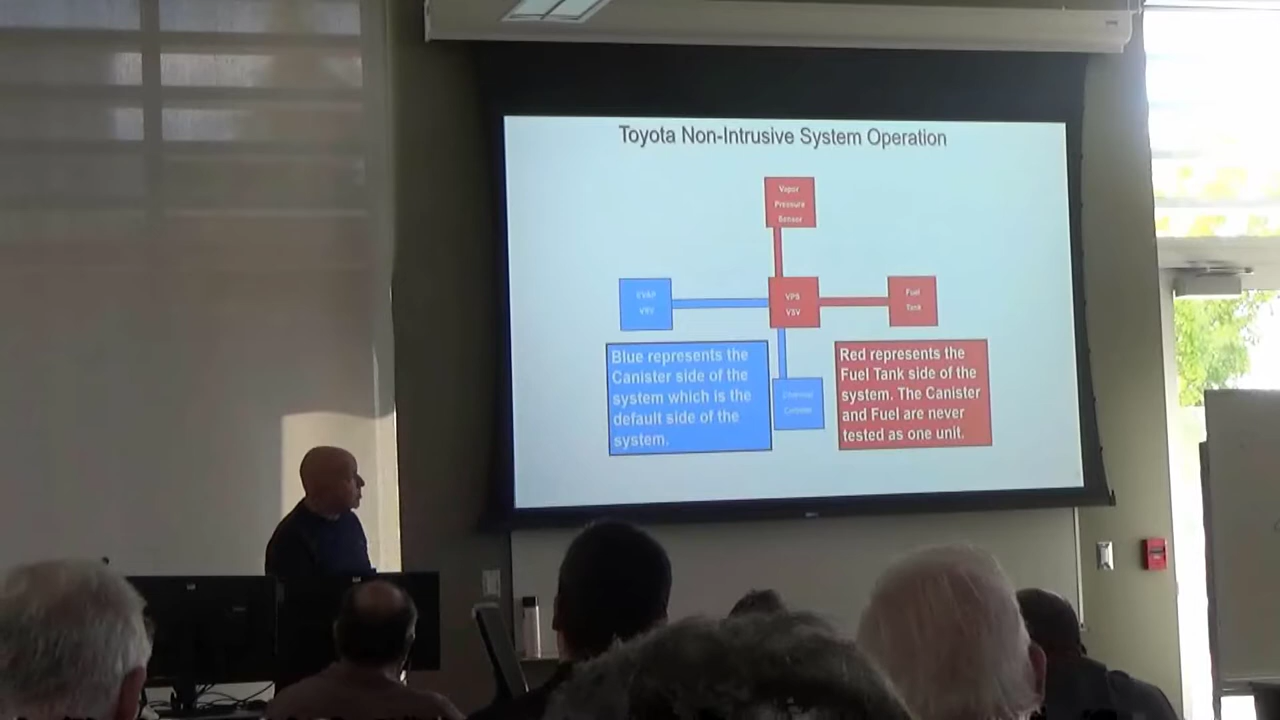 Toyota Non-Intrusive System Operation
Vapor
Pressure
Sensor
EVAP
VSV
VPS
VSV
Fuel
Tank
Blue represents the
Canister side of the
system which is the
default side of the
system.
Charcoal
Canister
Red represents the
Fuel Tank side of the
system. The Canister
and Fuel are never
tested as one unit.